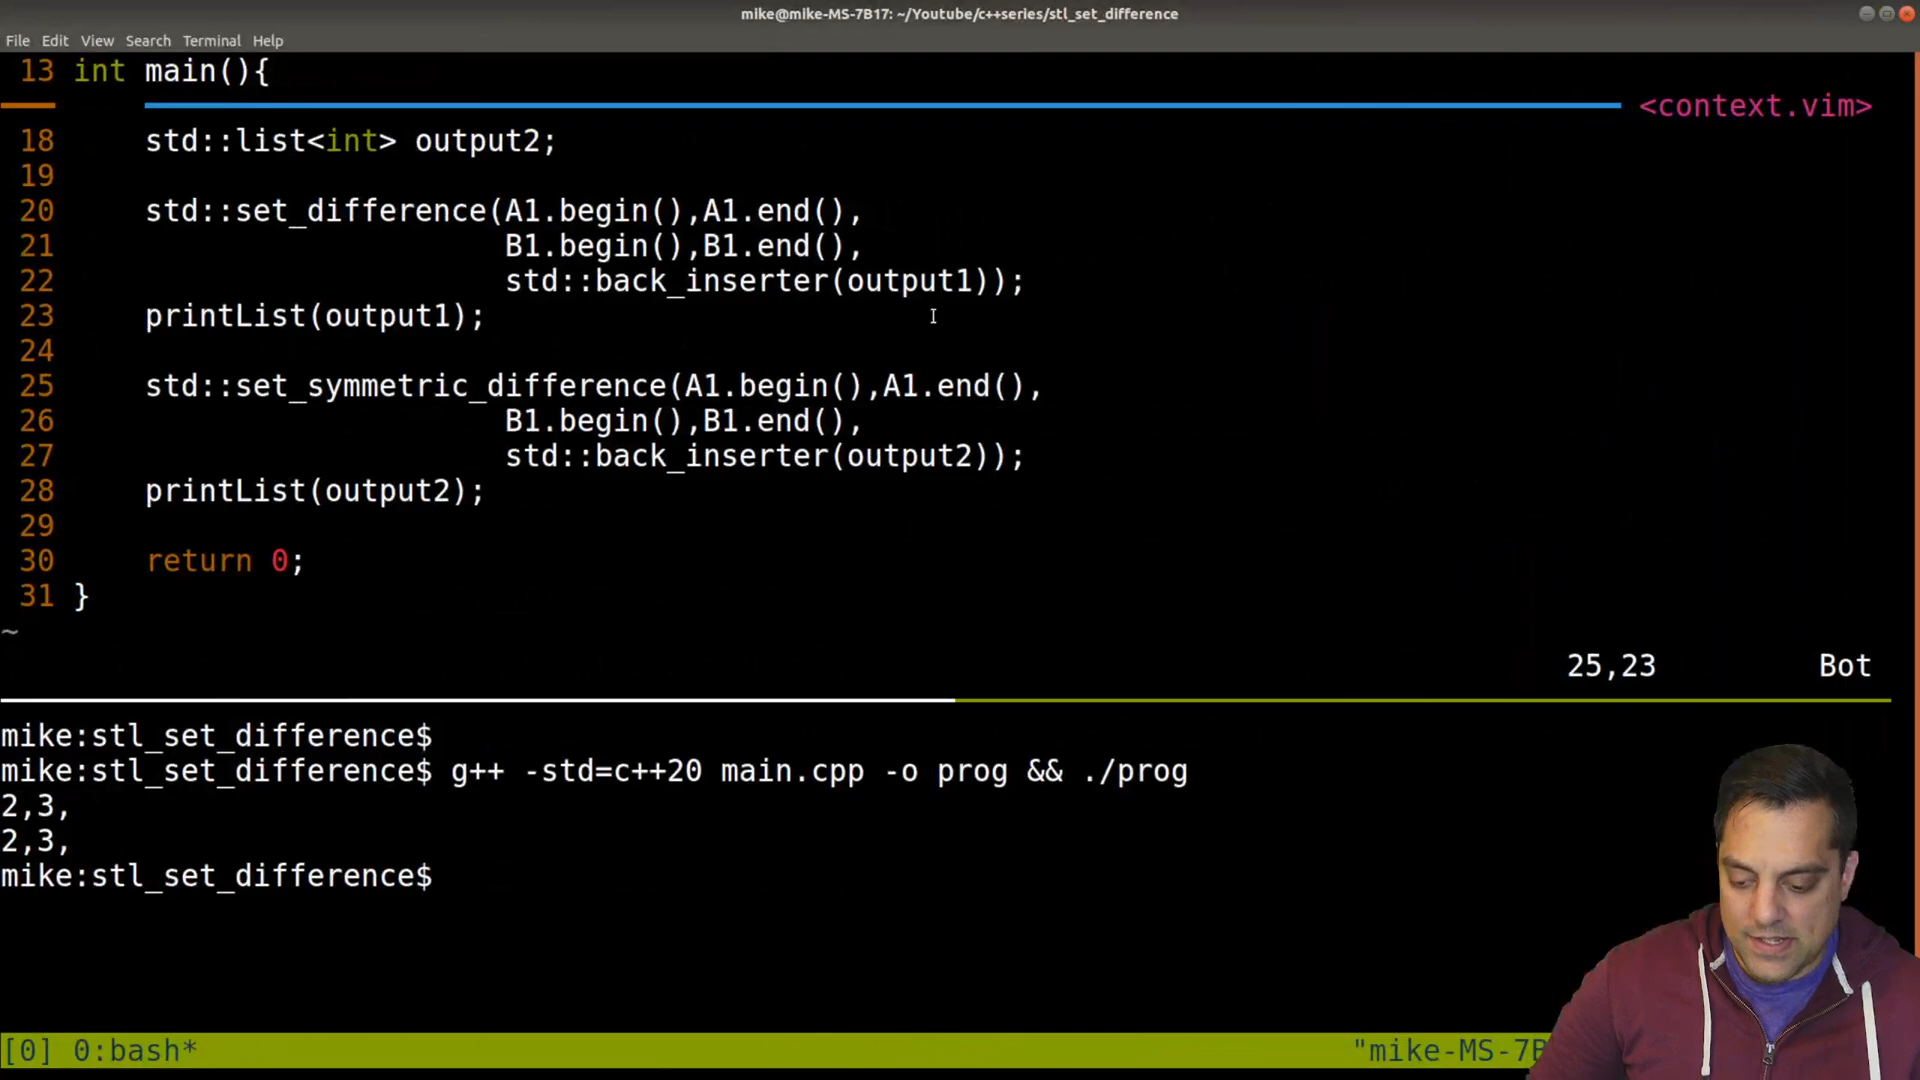 mike@mike-MS-7B17: ~/Youtube/c++series/stl_set_difference
File Edit View Search Terminal Help
13 int main(){
<context.vim>
18     std::list<int> output2;
19
20     std::set_difference(A1.begin(),A1.end(),
21                         B1.begin(),B1.end(),
22                         std::back_inserter(output1));
23     printList(output1);
24
25     std::set_symmetric_difference(A1.begin(),A1.end(),
26                         B1.begin(),B1.end(),
27                         std::back_inserter(output2));
28     printList(output2);
29
30     return 0;
31 }
~
25,23 Bot
mike:stl_set_difference$
mike:stl_set_difference$ g++ -std=c++20 main.cpp -o prog && ./prog
2,3,
2,3,
mike:stl_set_difference$
[0] 0:bash* "mike-MS-7B